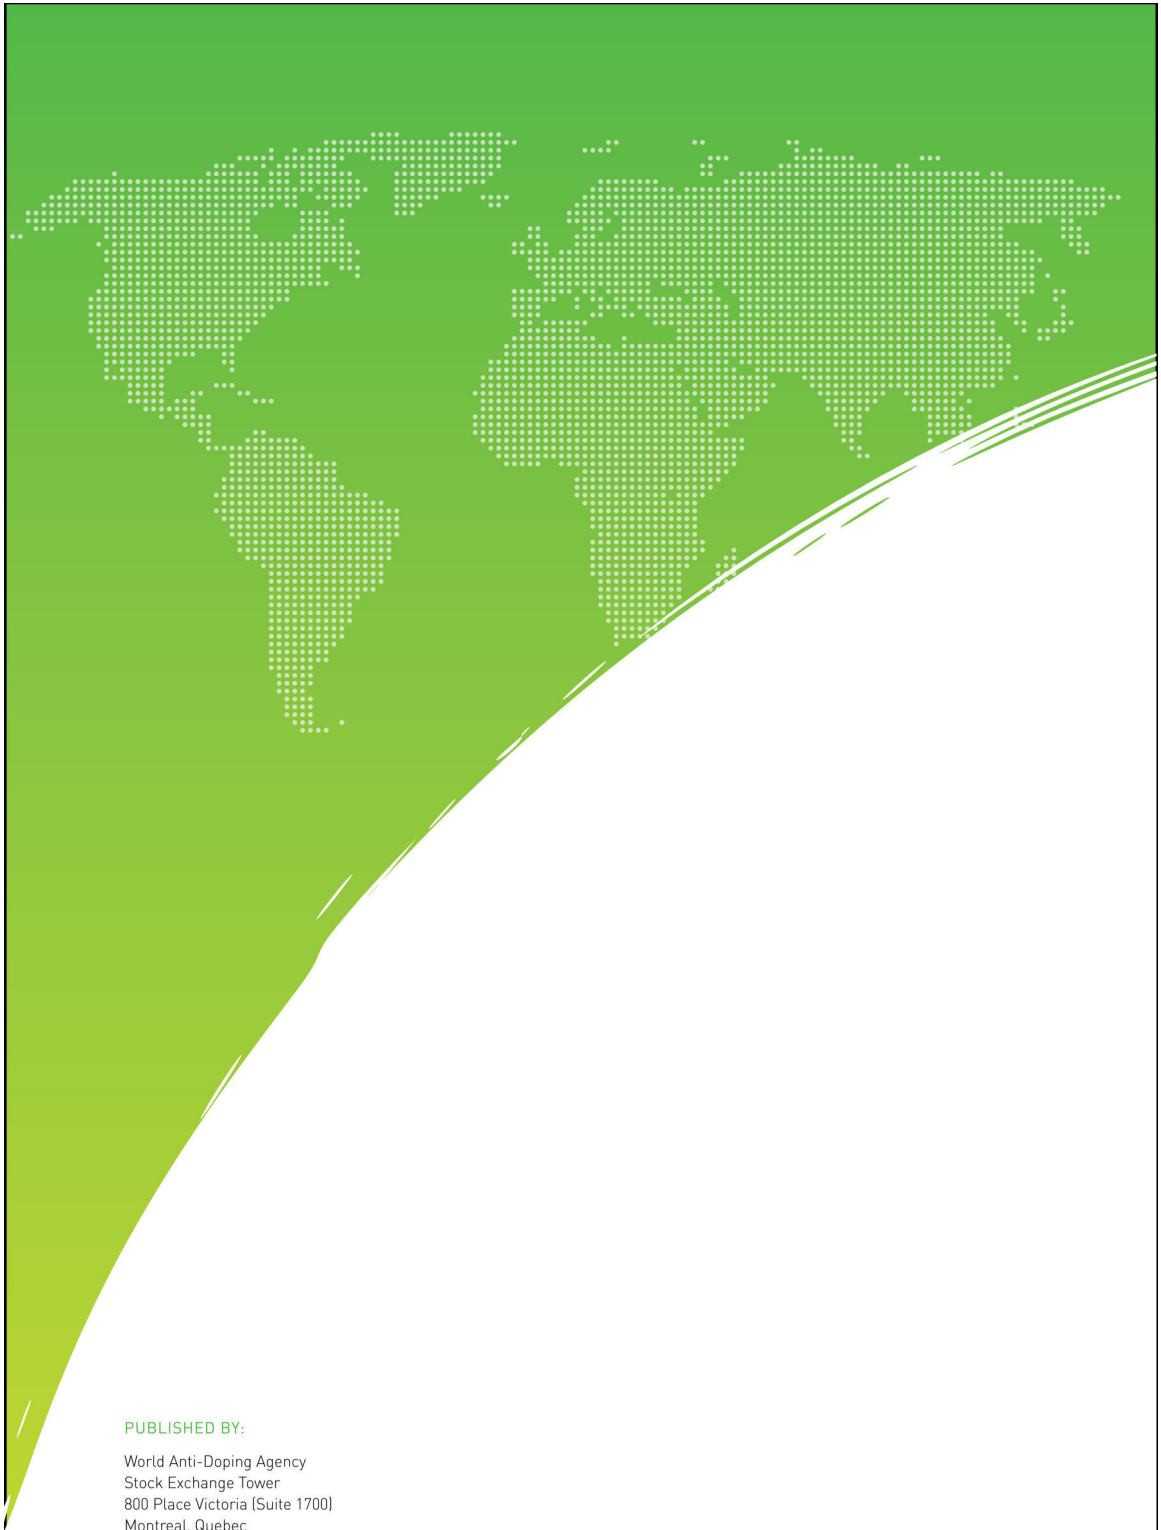 PUBLISHED BY:
World Anti-Doping Agency
Stock Exchange Tower
800 Place Victoria (Suite 1700)
Montreal, Quebec